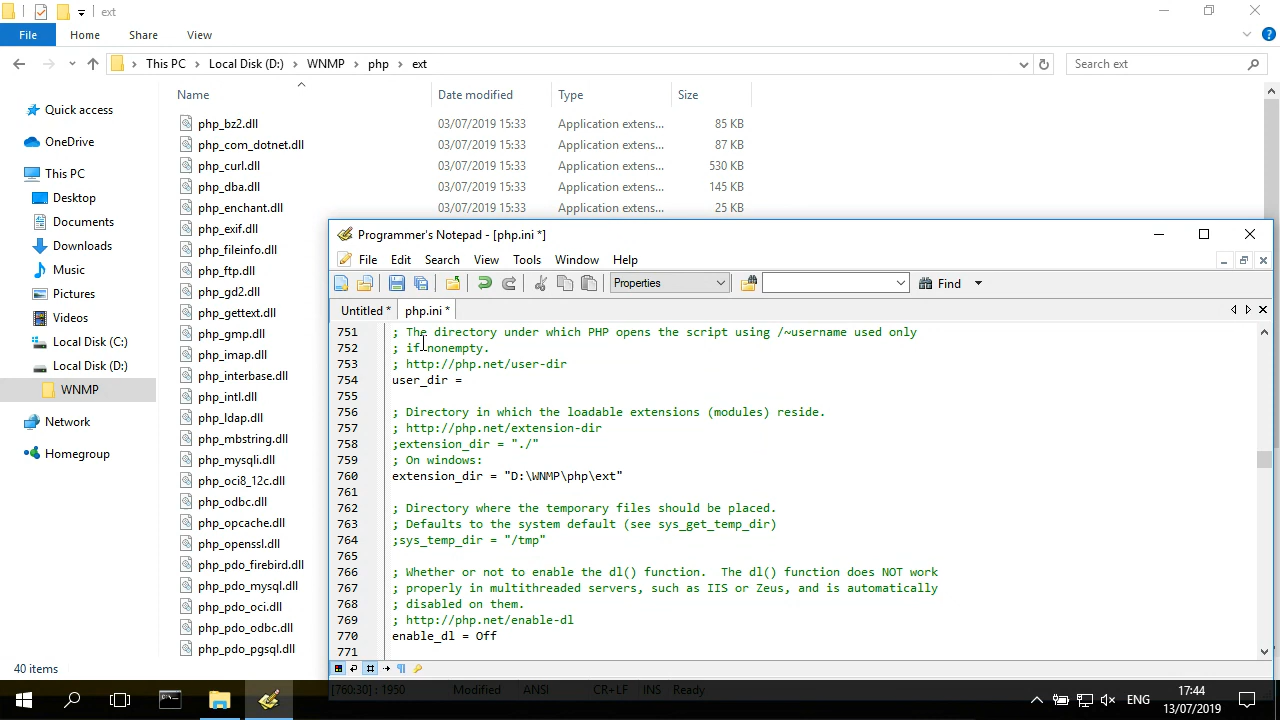 ext
File Home Share View
This PC Local Disk (D:) WNMP php ext Search ext
Name Date modified Type Size
Quick access
OneDrive
This PC
Desktop
Documents
Downloads
Music
Pictures
Videos
Local Disk (C:)
Local Disk (D:)
WNMP
Network
Homegroup
php_bz2.dll 03/07/2019 15:33 Application extens... 85 KB
php_com_dotnet.dll 03/07/2019 15:33 Application extens... 87 KB
php_curl.dll 03/07/2019 15:33 Application extens... 530 KB
php_dba.dll 03/07/2019 15:33 Application extens... 145 KB
php_enchant.dll 03/07/2019 15:33 Application extens... 25 KB
php_exif.dll
php_fileinfo.dll
php_ftp.dll
php_gd2.dll
php_gettext.dll
php_gmp.dll
php_imap.dll
php_interbase.dll
php_intl.dll
php_ldap.dll
php_mbstring.dll
php_mysqli.dll
php_oci8_12c.dll
php_odbc.dll
php_opcache.dll
php_openssl.dll
php_pdo_firebird.dll
php_pdo_mysql.dll
php_pdo_oci.dll
php_pdo_odbc.dll
php_pdo_pgsql.dll
40 items
Programmer's Notepad - [php.ini *]
File Edit Search View Tools Window Help
Properties Find
Untitled * php.ini *
751 ; The directory under which PHP opens the script using /~username used only
752 ; if nonempty.
753 ; http://php.net/user-dir
754 user_dir =
755
756 ; Directory in which the loadable extensions (modules) reside.
757 ; http://php.net/extension-dir
758 ;extension_dir = "./"
759 ; On windows:
760 extension_dir = "D:\WNMP\php\ext"
761
762 ; Directory where the temporary files should be placed.
763 ; Defaults to the system default (see sys_get_temp_dir)
764 ;sys_temp_dir = "/tmp"
765
766 ; Whether or not to enable the dl() function.  The dl() function does NOT work
767 ; properly in multithreaded servers, such as IIS or Zeus, and is automatically
768 ; disabled on them.
769 ; http://php.net/enable-dl
770 enable_dl = Off
771
[760:30] : 1950 Modified ANSI CR+LF INS Ready
ENG 17:44
13/07/2019